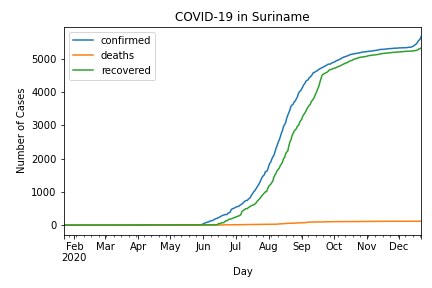 COVID-19 in Suriname
confirmed
deaths
recovered
Number of Cases
5000
4000
3000
2000
1000
0
Feb Mar Apr May Jun Jul Aug Sep Oct Nov Dec
2020
Day